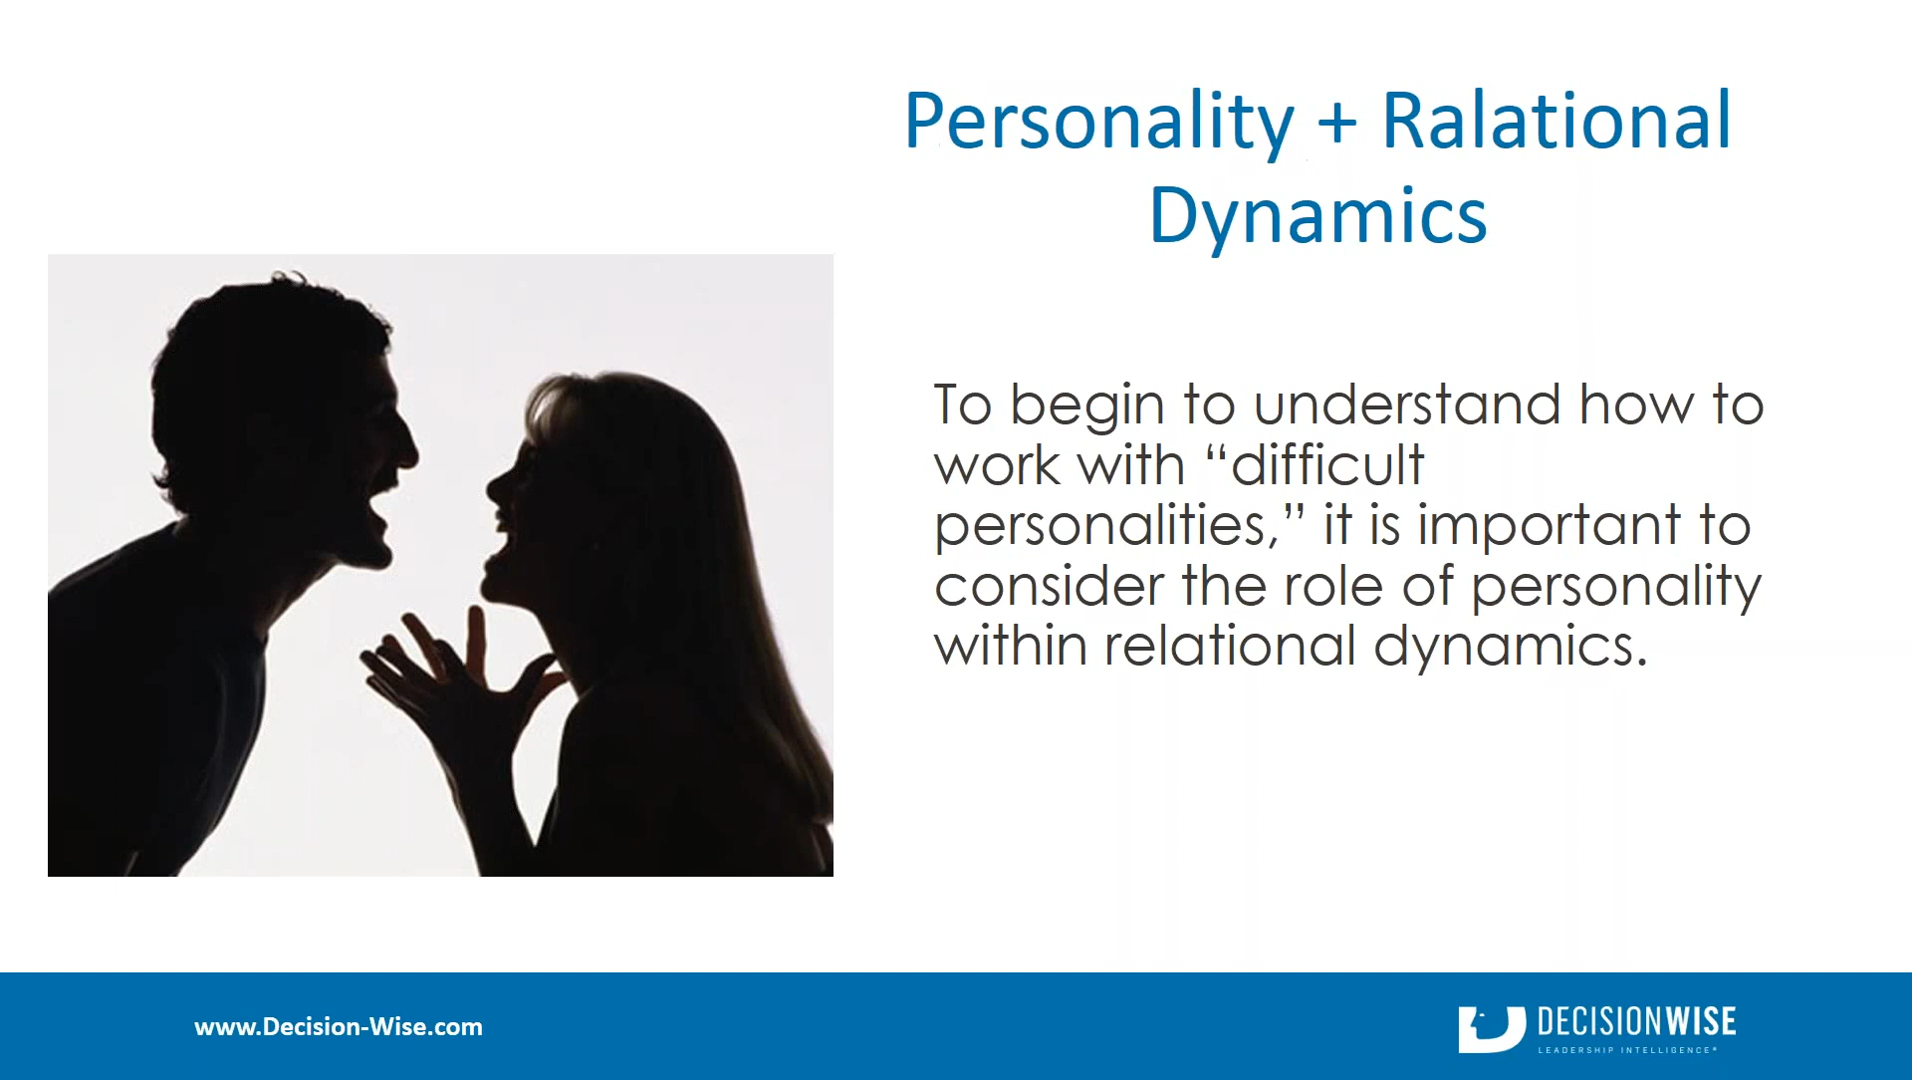 Personality + Ralational
Dynamics
To begin to understand how to
work with “difficult
personalities,” it is important to
consider the role of personality
within relational dynamics.
www.Decision-Wise.com
DECISIONWISE
LEADERSHIP INTELLIGENCE®